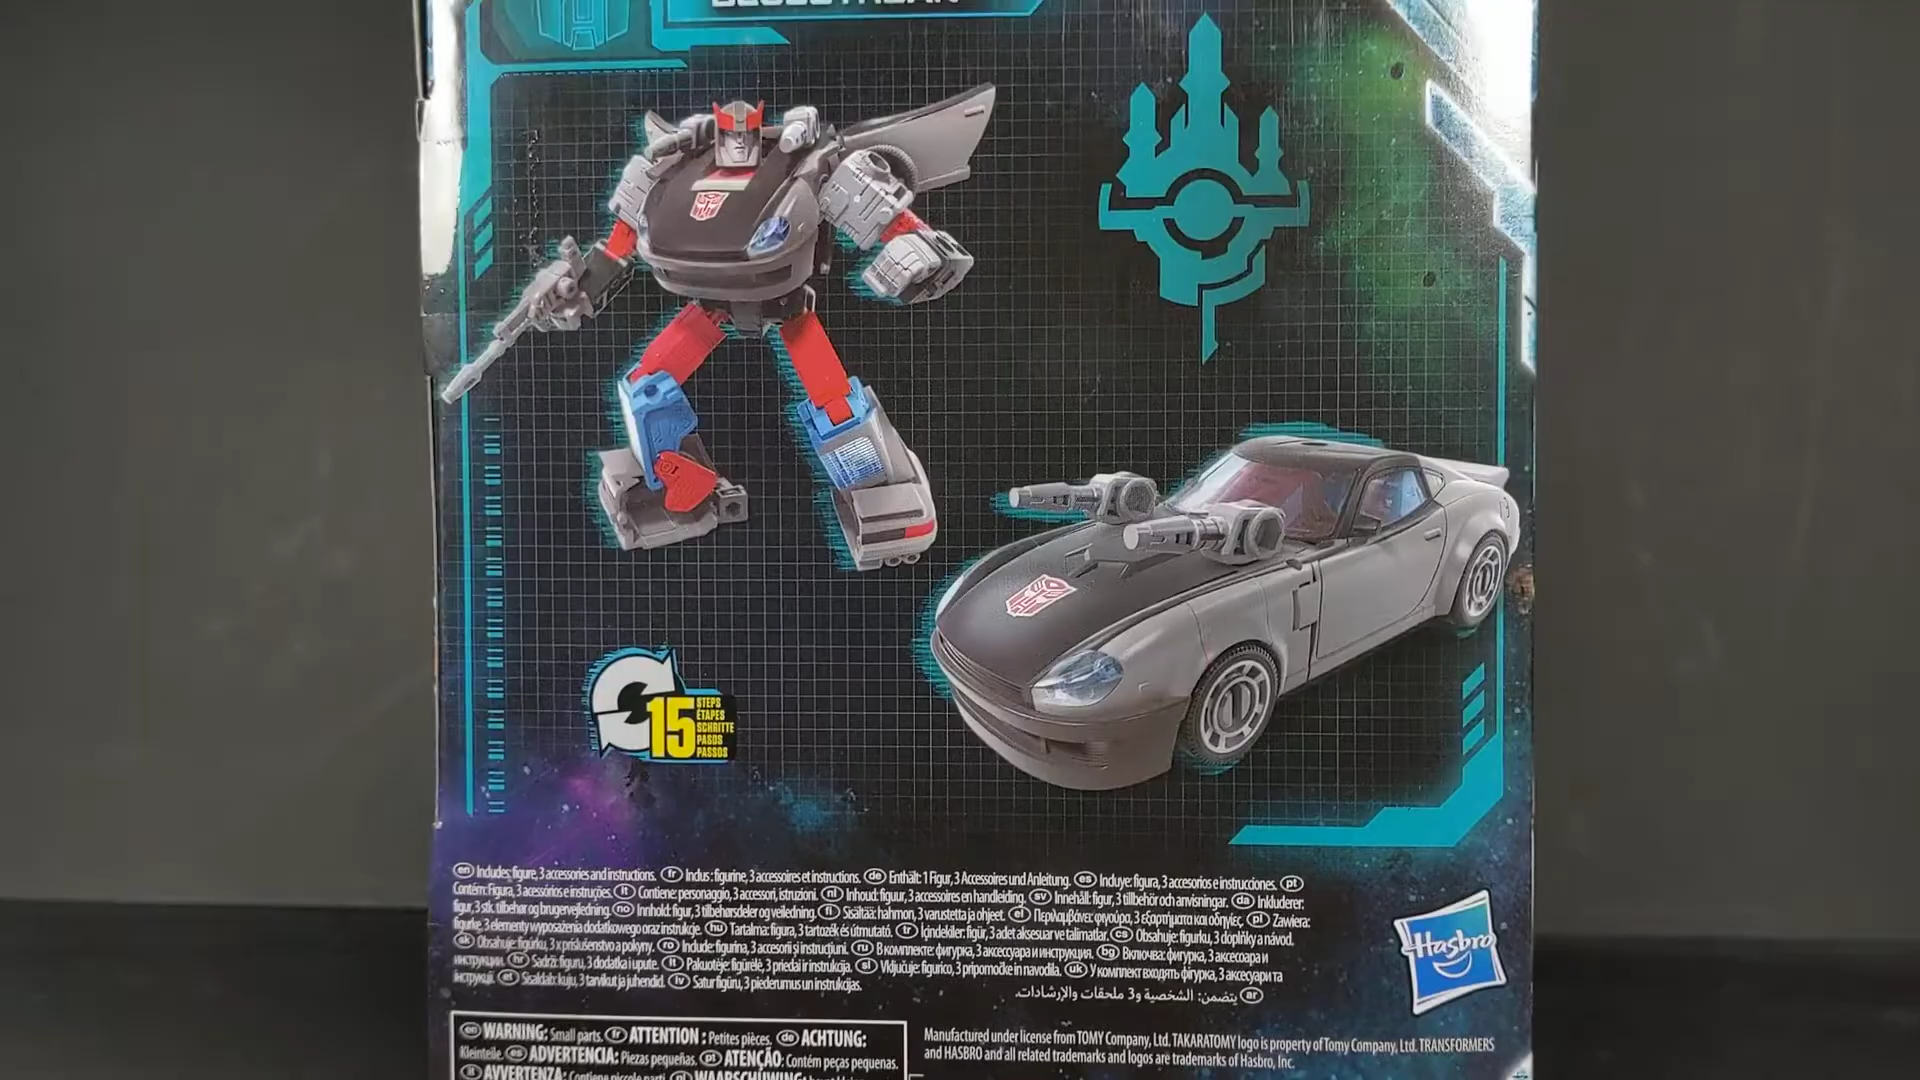 BLUESTREAK
15
STEPS
ÉTAPES
SCHRITTE
PASOS
PASSOS
en Includes: figure, 3 accessories and instructions. fr Inclus : figurine, 3 accessoires et instructions. de Enthält: 1 Figur, 3 Accessoires und Anleitung. es Incluye: figura, 3 accesorios e instrucciones. pt
Contém: Figura, 3 acessórios e instruções. it Contiene: personaggio, 3 accessori, istruzioni. nl Inhoud: figuur, 3 accessoires en handleiding. sv Innehåll: figur, 3 tillbehör och anvisningar. da Inkluderer:
figur, 3 stk. tilbehør og brugervejledning. no Innhold: figur, 3 tilbehørsdeler og veiledning. fi Sisältää: hahmon, 3 varustetta ja ohjeet. el Περιλαμβάνει: φιγούρα, 3 εξαρτήματα και οδηγίες. pl Zawiera:
figurkę, 3 elementy wyposażenia dodatkowego oraz instrukcje. hu Tartalma: figura, 3 tartozék és útmutató. tr İçindekiler: figür, 3 adet aksesuar ve talimatlar. cs Obsahuje: figurku, 3 doplňky a návod.
sk Obsahuje: figúrku, 3 x príslušenstvo a pokyny. ro Include: figurina, 3 accesorii și instrucțiuni. ru В комплекте: фигурка, 3 аксессуара и инструкция. bg Включва: фигурка, 3 аксесоара и
инструкции. hr Sadrži: figuru, 3 dodatka i upute. lt Pakuotėje: figūrėlė, 3 priedai ir instrukcija. sl Vključuje: figurico, 3 pripomočke in navodila. uk У комплект входять фігурка, 3 аксесуари та
інструкції. et Sisaldab: kuju, 3 tarvikut ja juhendid. lv Satur figūru, 3 piederumus un instrukcijas.
ar يتضمن: الشخصية و3 ملحقات والإرشادات.
Hasbro
en WARNING: Small parts. fr ATTENTION : Petites pièces. de ACHTUNG:
Kleinteile. es ADVERTENCIA: Piezas pequeñas. pt ATENÇÃO: Contém peças pequenas.
it AVVERTENZA: Contiene piccole parti. nl WAARSCHUWING:
Manufactured under license from TOMY Company, Ltd. TAKARATOMY logo is property of Tomy Company, Ltd. TRANSFORMERS
and HASBRO and all related trademarks and logos are trademarks of Hasbro, Inc.